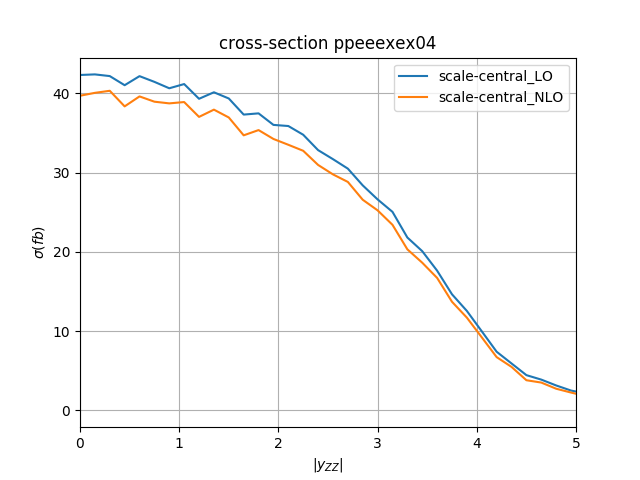 cross-section ppeeexex04
scale-central_LO
scale-central_NLO
40
30
20
10
0
σ(fb)
0 1 2 3 4 5
|yZZ|